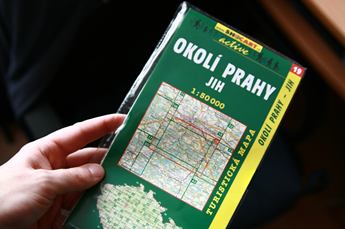 SHOCART
active
OKOLÍ PRAHY
JIH
1:50 000
TURISTICKÁ MAPA
19
OKOLÍ PRAHY - JIH